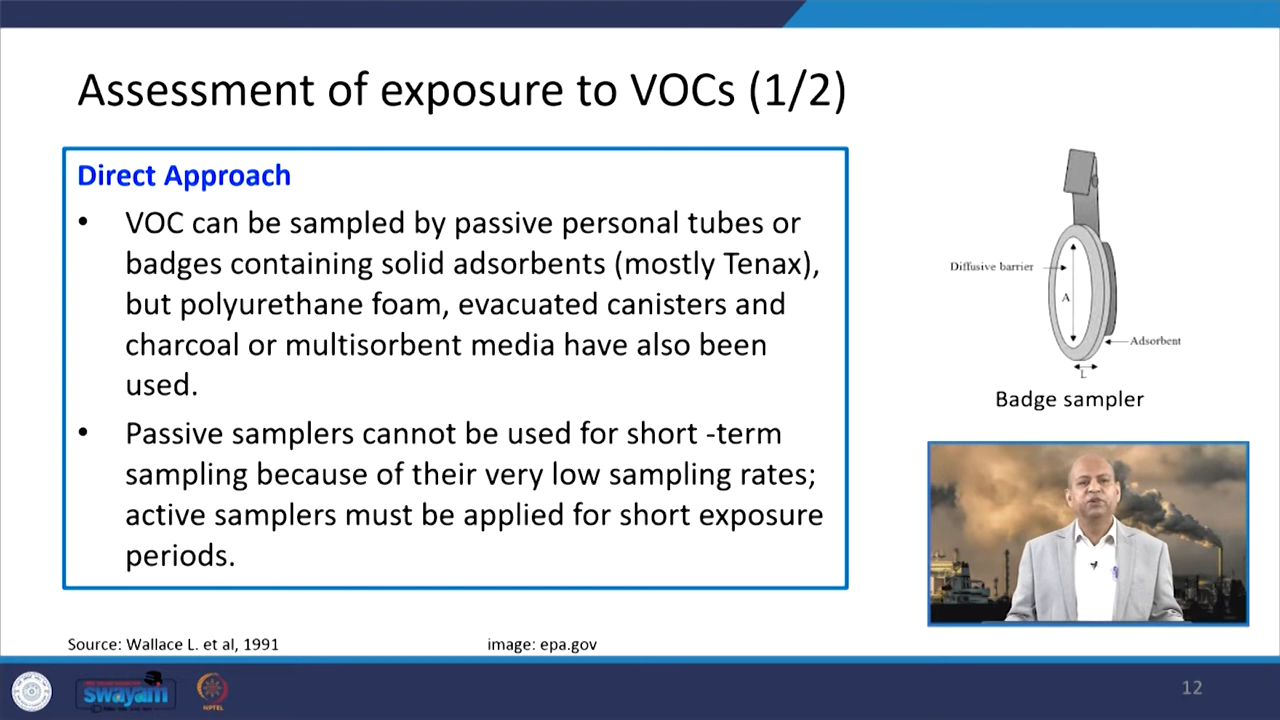 Assessment of exposure to VOCs (1/2)
Direct Approach
• VOC can be sampled by passive personal tubes or
badges containing solid adsorbents (mostly Tenax),
but polyurethane foam, evacuated canisters and
charcoal or multisorbent media have also been
used.
• Passive samplers cannot be used for short -term
sampling because of their very low sampling rates;
active samplers must be applied for short exposure
periods.
Diffusive barrier
A
Adsorbent
L
Badge sampler
Source: Wallace L. et al, 1991
image: epa.gov
swayam
NPTEL
12